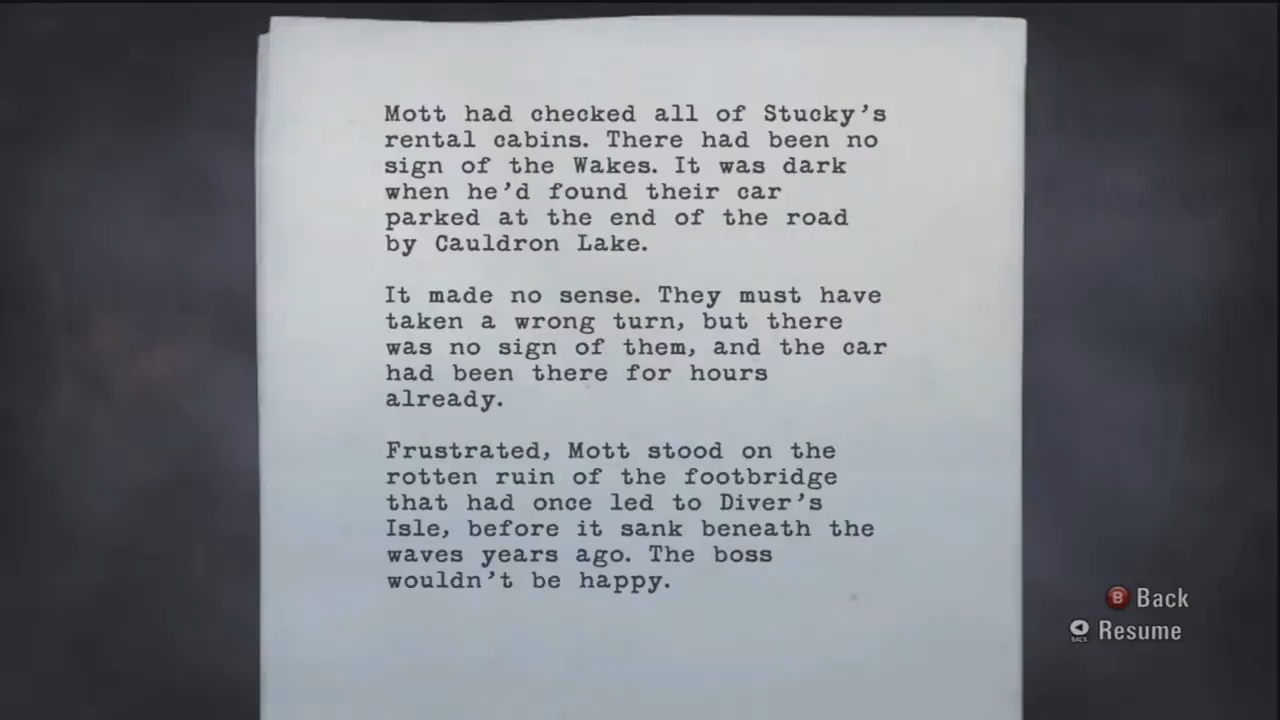 Mott had checked all of Stucky's
rental cabins. There had been no
sign of the Wakes. It was dark
when he'd found their car
parked at the end of the road
by Cauldron Lake.
It made no sense. They must have
taken a wrong turn, but there
was no sign of them, and the car
had been there for hours
already.
Frustrated, Mott stood on the
rotten ruin of the footbridge
that had once led to Diver's
Isle, before it sank beneath the
waves years ago. The boss
wouldn't be happy.
B Back
BACK Resume